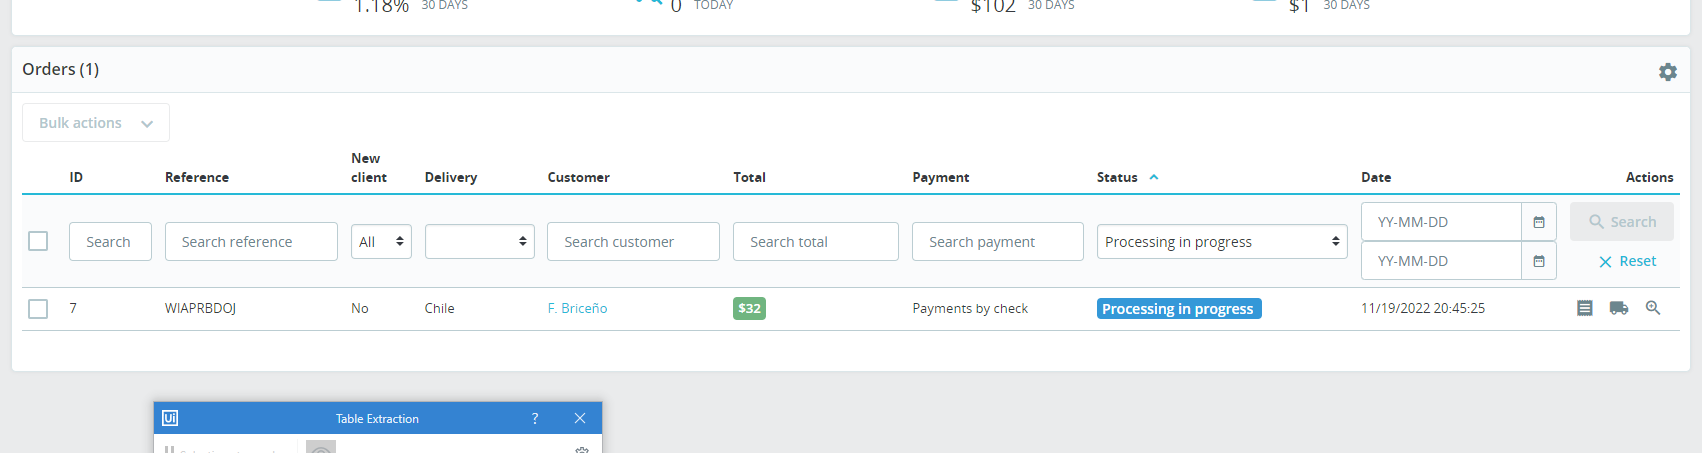 1.18% 30 DAYS 0 TODAY $102 30 DAYS $1 30 DAYS
Orders (1)
Bulk actions
ID Reference New client Delivery Customer Total Payment Status Date Actions
Search Search reference All Search customer Search total Search payment Processing in progress YY-MM-DD Search
YY-MM-DD Reset
7 WIAPRBDOJ No Chile F. Briceño $32 Payments by check Processing in progress 11/19/2022 20:45:25
Ui Table Extraction ?